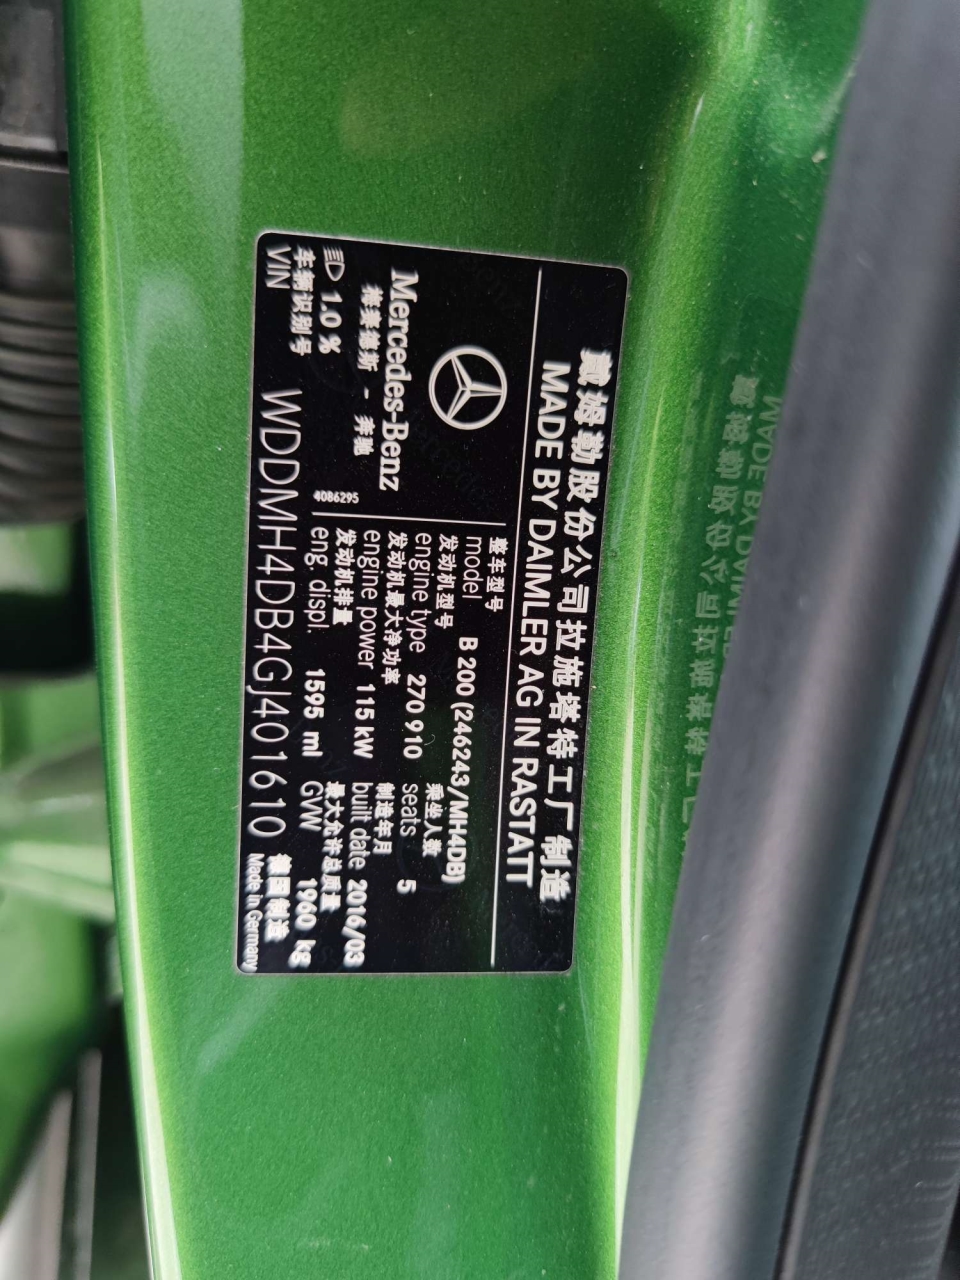 戴姆勒股份公司拉施塔特工厂制造
MADE BY DAIMLER AG IN RASTATT
Mercedes-Benz
梅赛德斯 - 奔驰
4086295
1.0 %
整车型号
model B 200 (246243/MH4DB)
发动机型号
engine type 270 910
乘坐人数
seats 5
发动机最大净功率
engine power 115 kW
制造年月
built date 2016/03
发动机排量
eng. displ. 1595 ml
最大允许总质量
GVW 1960 kg
车辆识别号
VIN WDDMH4DB4GJ401610
德国制造
Made in Germany